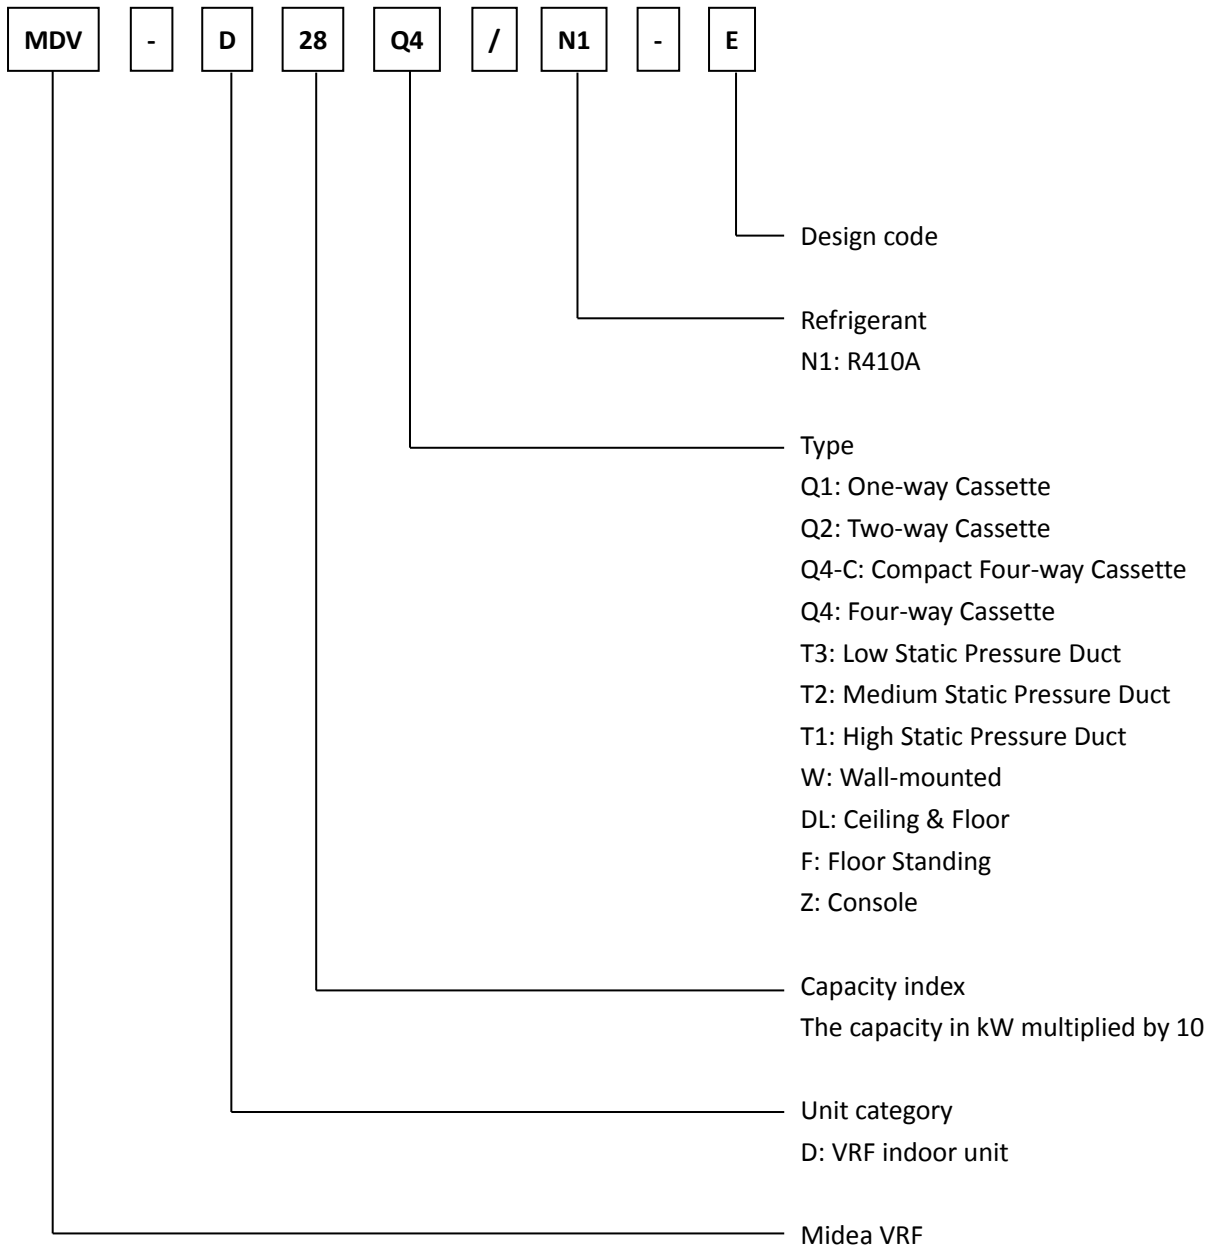 MDV - D 28 Q4 / N1 - E
Design code
Refrigerant
N1: R410A
Type
Q1: One-way Cassette
Q2: Two-way Cassette
Q4-C: Compact Four-way Cassette
Q4: Four-way Cassette
T3: Low Static Pressure Duct
T2: Medium Static Pressure Duct
T1: High Static Pressure Duct
W: Wall-mounted
DL: Ceiling & Floor
F: Floor Standing
Z: Console
Capacity index
The capacity in kW multiplied by 10
Unit category
D: VRF indoor unit
Midea VRF